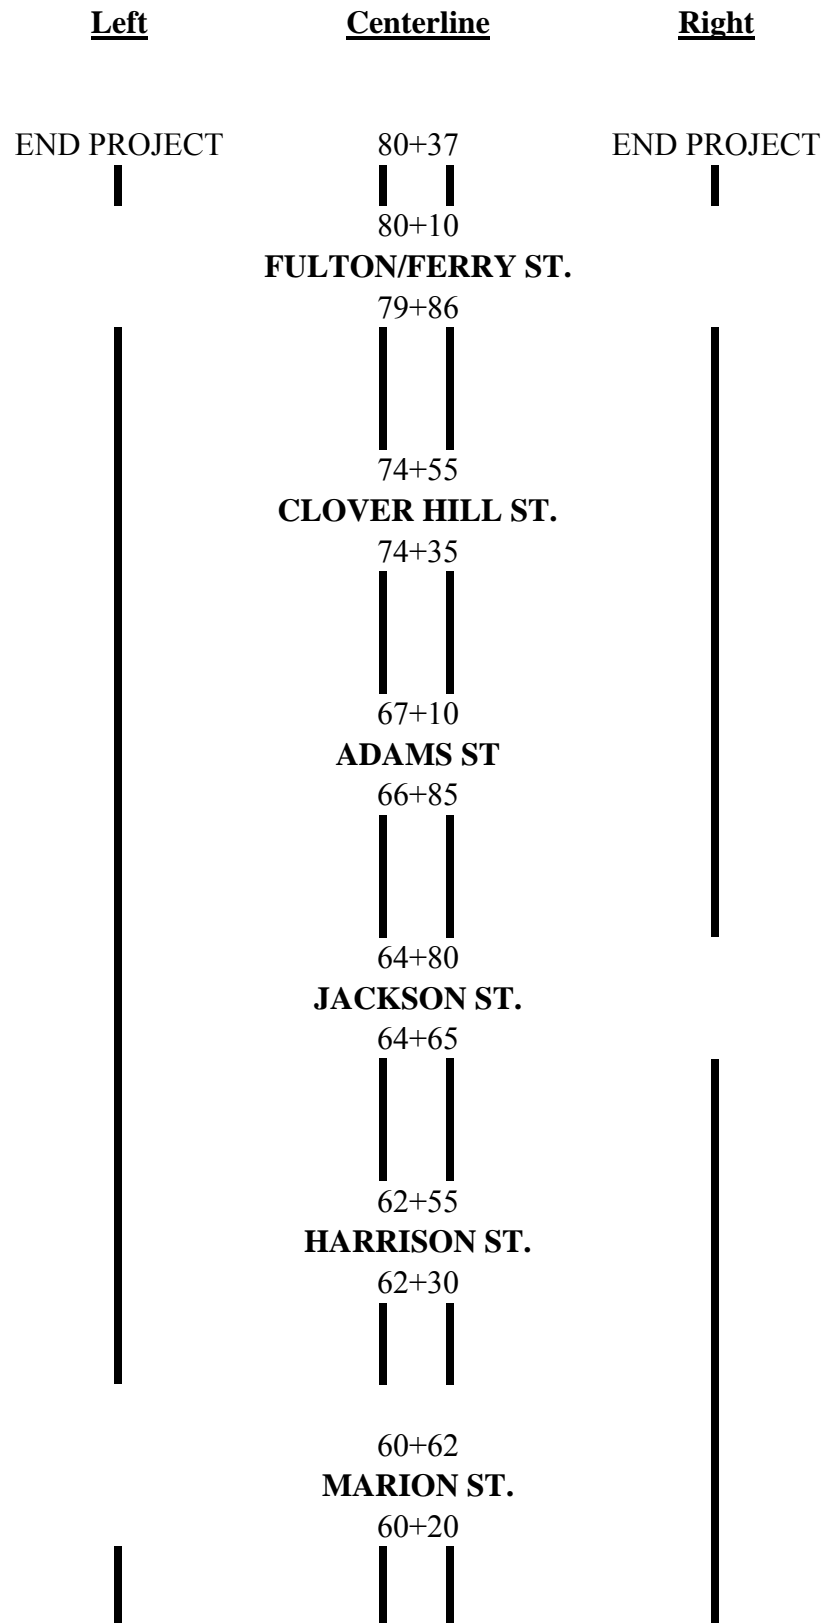 Left Centerline Right
END PROJECT 80+37 END PROJECT
80+10
FULTON/FERRY ST.
79+86
74+55
CLOVER HILL ST.
74+35
67+10
ADAMS ST
66+85
64+80
JACKSON ST.
64+65
62+55
HARRISON ST.
62+30
60+62
MARION ST.
60+20